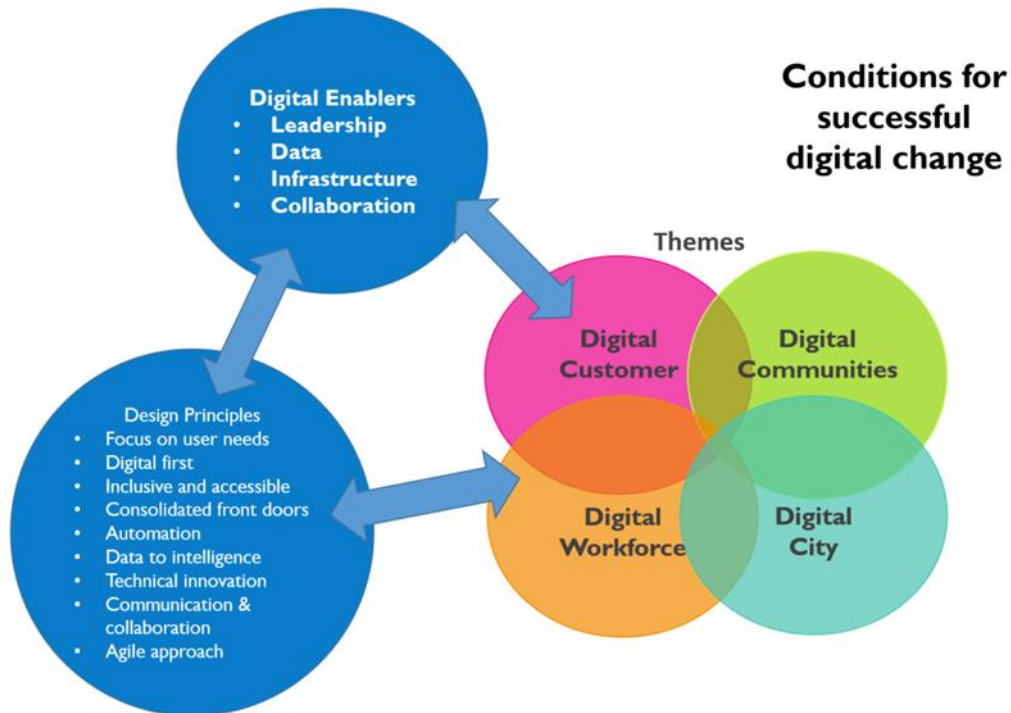 Conditions for
successful
digital change
Digital Enablers
• Leadership
• Data
• Infrastructure
• Collaboration
Themes
Digital
Customer
Digital
Communities
Digital
Workforce
Digital
City
Design Principles
• Focus on user needs
• Digital first
• Inclusive and accessible
• Consolidated front doors
• Automation
• Data to intelligence
• Technical innovation
• Communication &
collaboration
• Agile approach